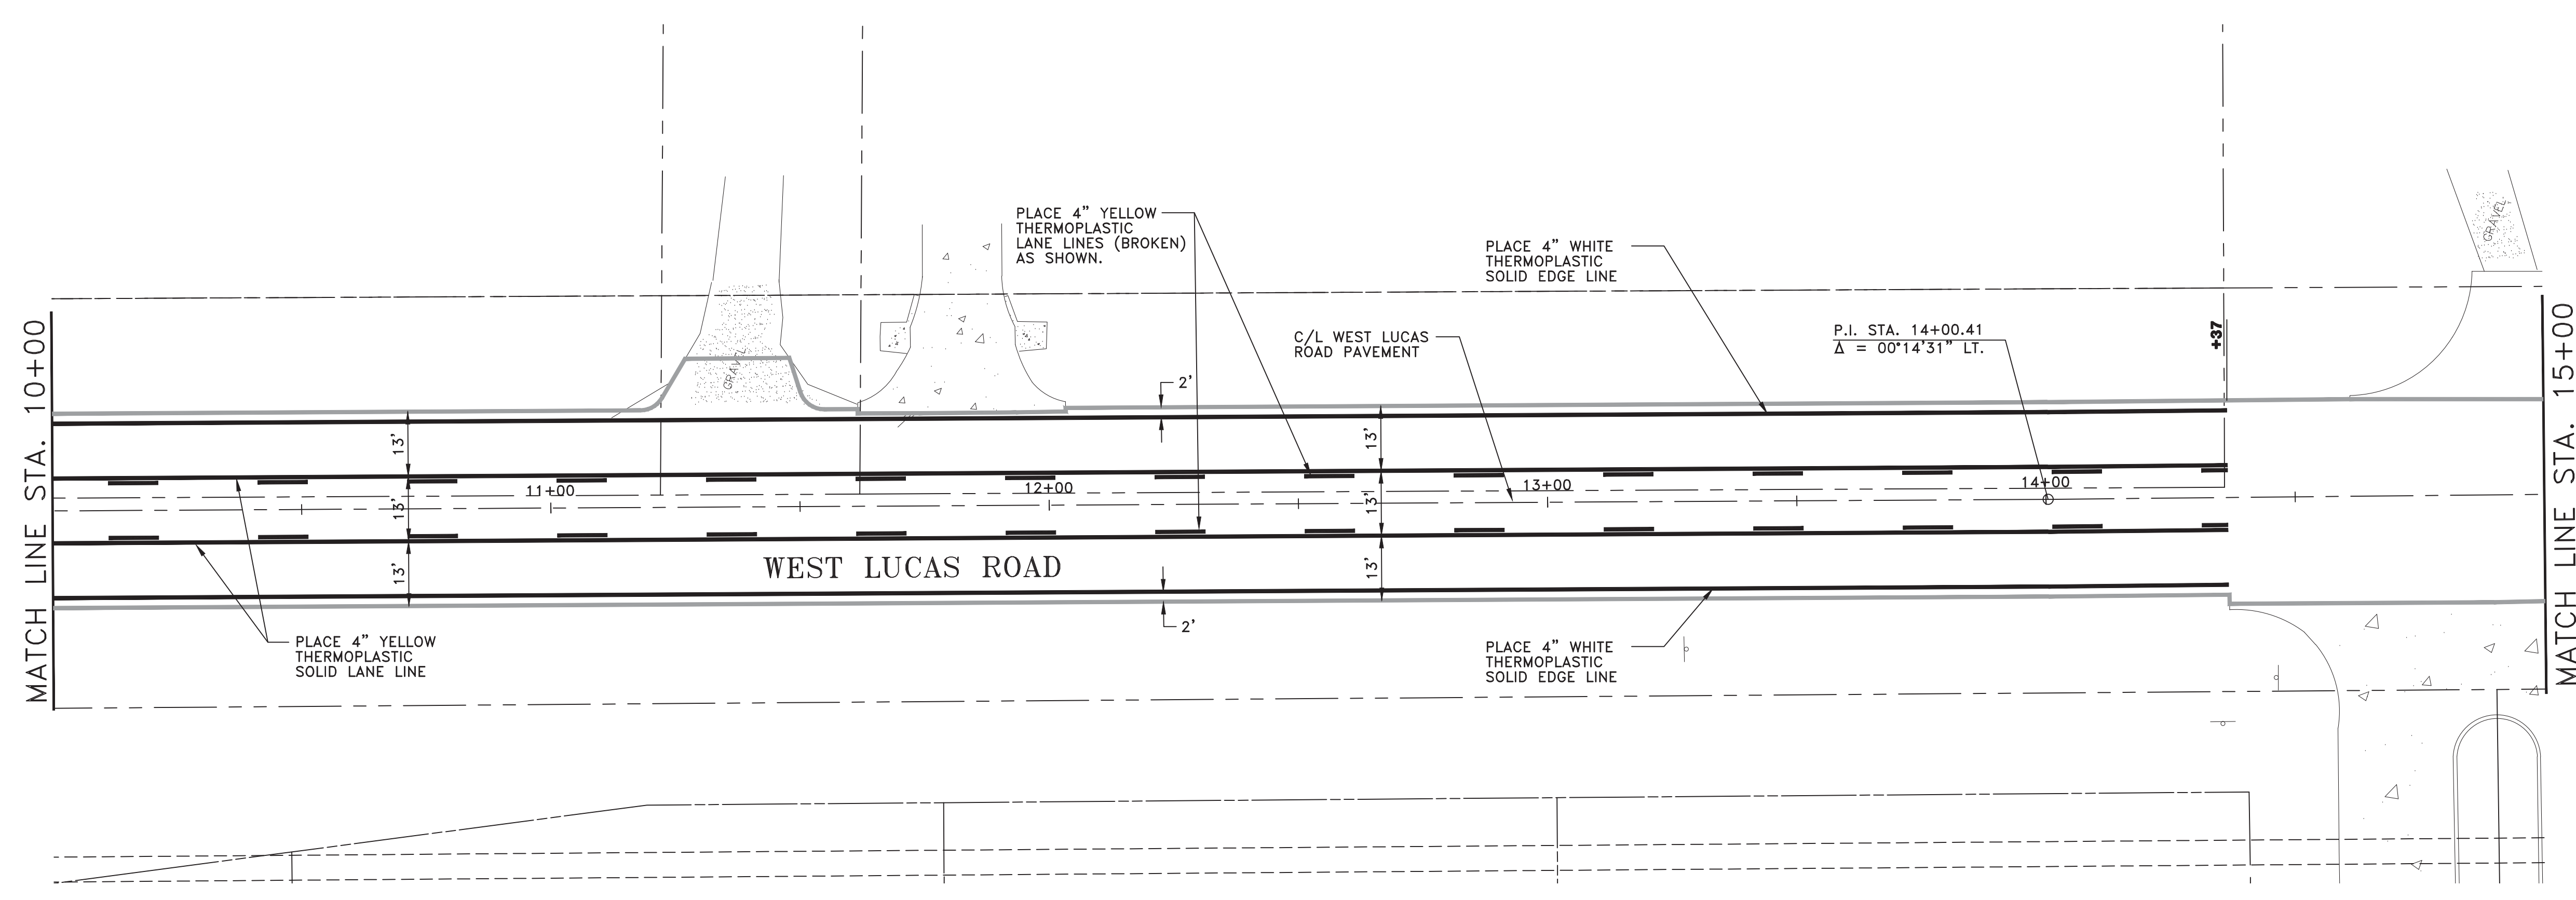 MATCH LINE STA. 10+00
PLACE 4” YELLOW
THERMOPLASTIC
LANE LINES (BROKEN)
AS SHOWN.
PLACE 4” WHITE
THERMOPLASTIC
SOLID EDGE LINE
GRAVEL
C/L WEST LUCAS
ROAD PAVEMENT
P.I. STA. 14+00.41
Δ = 00°14'31” LT.
+37
MATCH LINE STA. 15+00
GRAVEL
2'
13'
13'
11+00
12+00
13+00
14+00
13'
13'
WEST LUCAS ROAD
13'
13'
2'
PLACE 4” YELLOW
THERMOPLASTIC
SOLID LANE LINE
PLACE 4” WHITE
THERMOPLASTIC
SOLID EDGE LINE